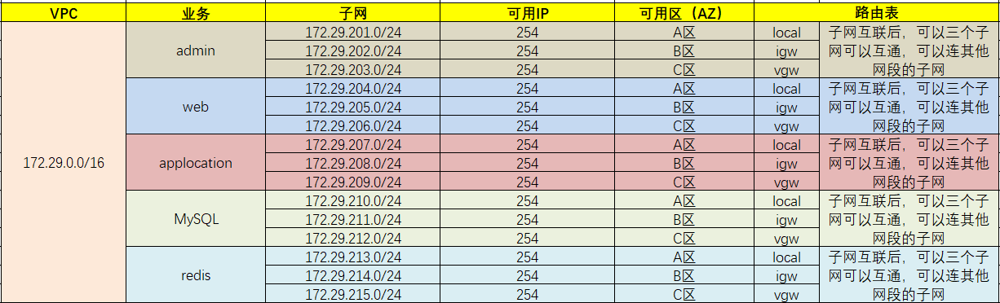 VPC 业务 子网 可用IP 可用区（AZ） 路由表
172.29.201.0/24 254 A区 local 子网互联后，可以三个子
admin 172.29.202.0/24 254 B区 igw 网可以互通，可以连其他
172.29.203.0/24 254 C区 vgw 网段的子网
172.29.204.0/24 254 A区 local 子网互联后，可以三个子
web 172.29.205.0/24 254 B区 igw 网可以互通，可以连其他
172.29.206.0/24 254 C区 vgw 网段的子网
172.29.207.0/24 254 A区 local 子网互联后，可以三个子
172.29.0.0/16 applocation 172.29.208.0/24 254 B区 igw 网可以互通，可以连其他
172.29.209.0/24 254 C区 vgw 网段的子网
172.29.210.0/24 254 A区 local 子网互联后，可以三个子
MySQL 172.29.211.0/24 254 B区 igw 网可以互通，可以连其他
172.29.212.0/24 254 C区 vgw 网段的子网
172.29.213.0/24 254 A区 local 子网互联后，可以三个子
redis 172.29.214.0/24 254 B区 igw 网可以互通，可以连其他
172.29.215.0/24 254 C区 vgw 网段的子网